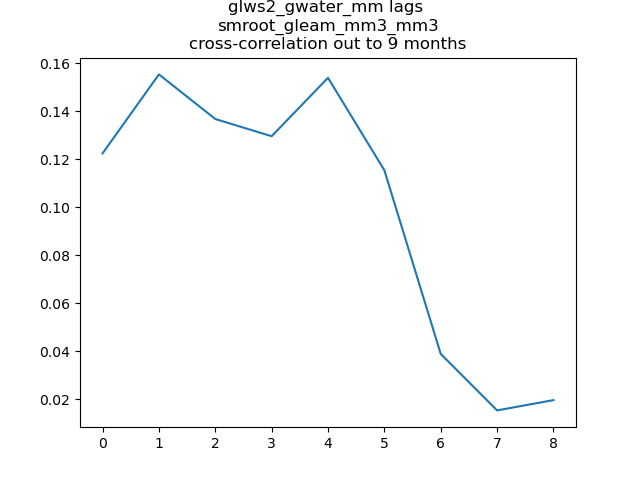 glws2_gwater_mm lags
smroot_gleam_mm3_mm3
cross-correlation out to 9 months
0.16
0.14
0.12
0.10
0.08
0.06
0.04
0.02
0 1 2 3 4 5 6 7 8